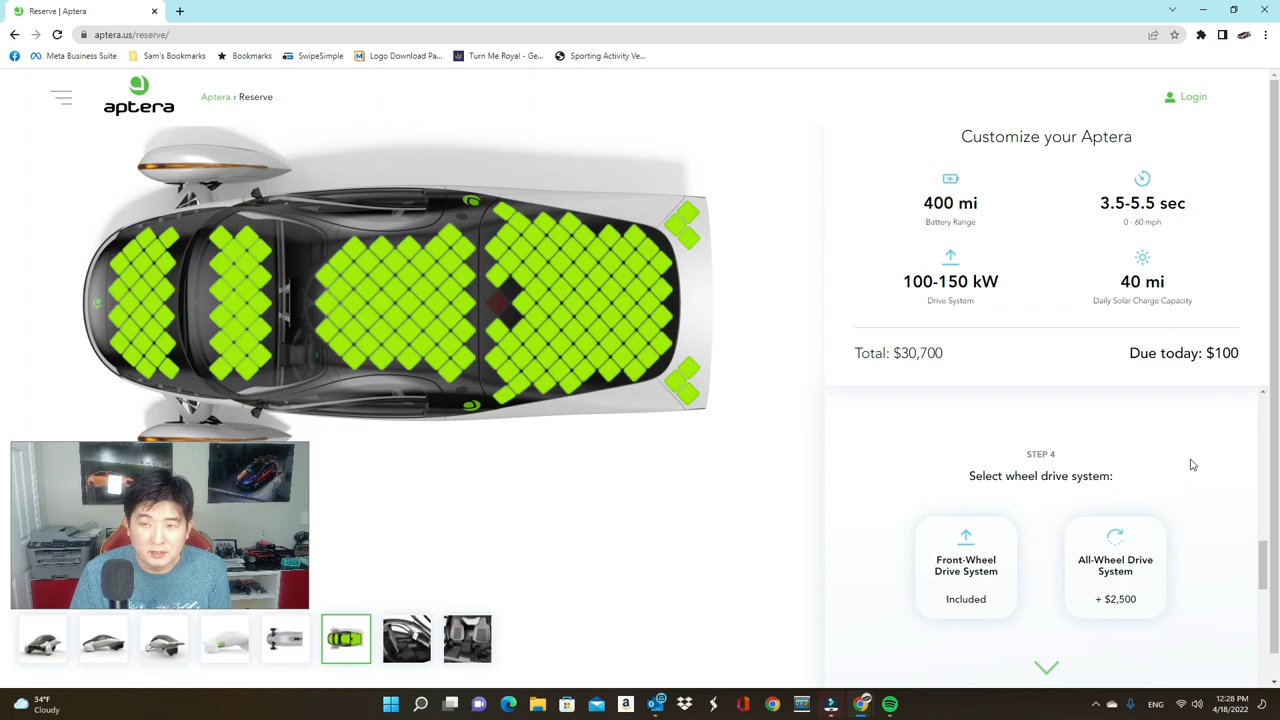 Reserve | Aptera
aptera.us/reserve/
Meta Business Suite
Sam's Bookmarks
Bookmarks
SwipeSimple
Logo Download Pa...
Turn Me Royal - Ge...
Sporting Activity Ve...
aptera
Aptera › Reserve
Login
Customize your Aptera
400 mi
Battery Range
3.5-5.5 sec
0 - 60 mph
100-150 kW
Drive System
40 mi
Daily Solar Charge Capacity
Total: $30,700
Due today: $100
STEP 4
Select wheel drive system:
Front-Wheel
Drive System
Included
All-Wheel Drive
System
+ $2,500
34°F
Cloudy
ENG
12:28 PM
4/18/2022